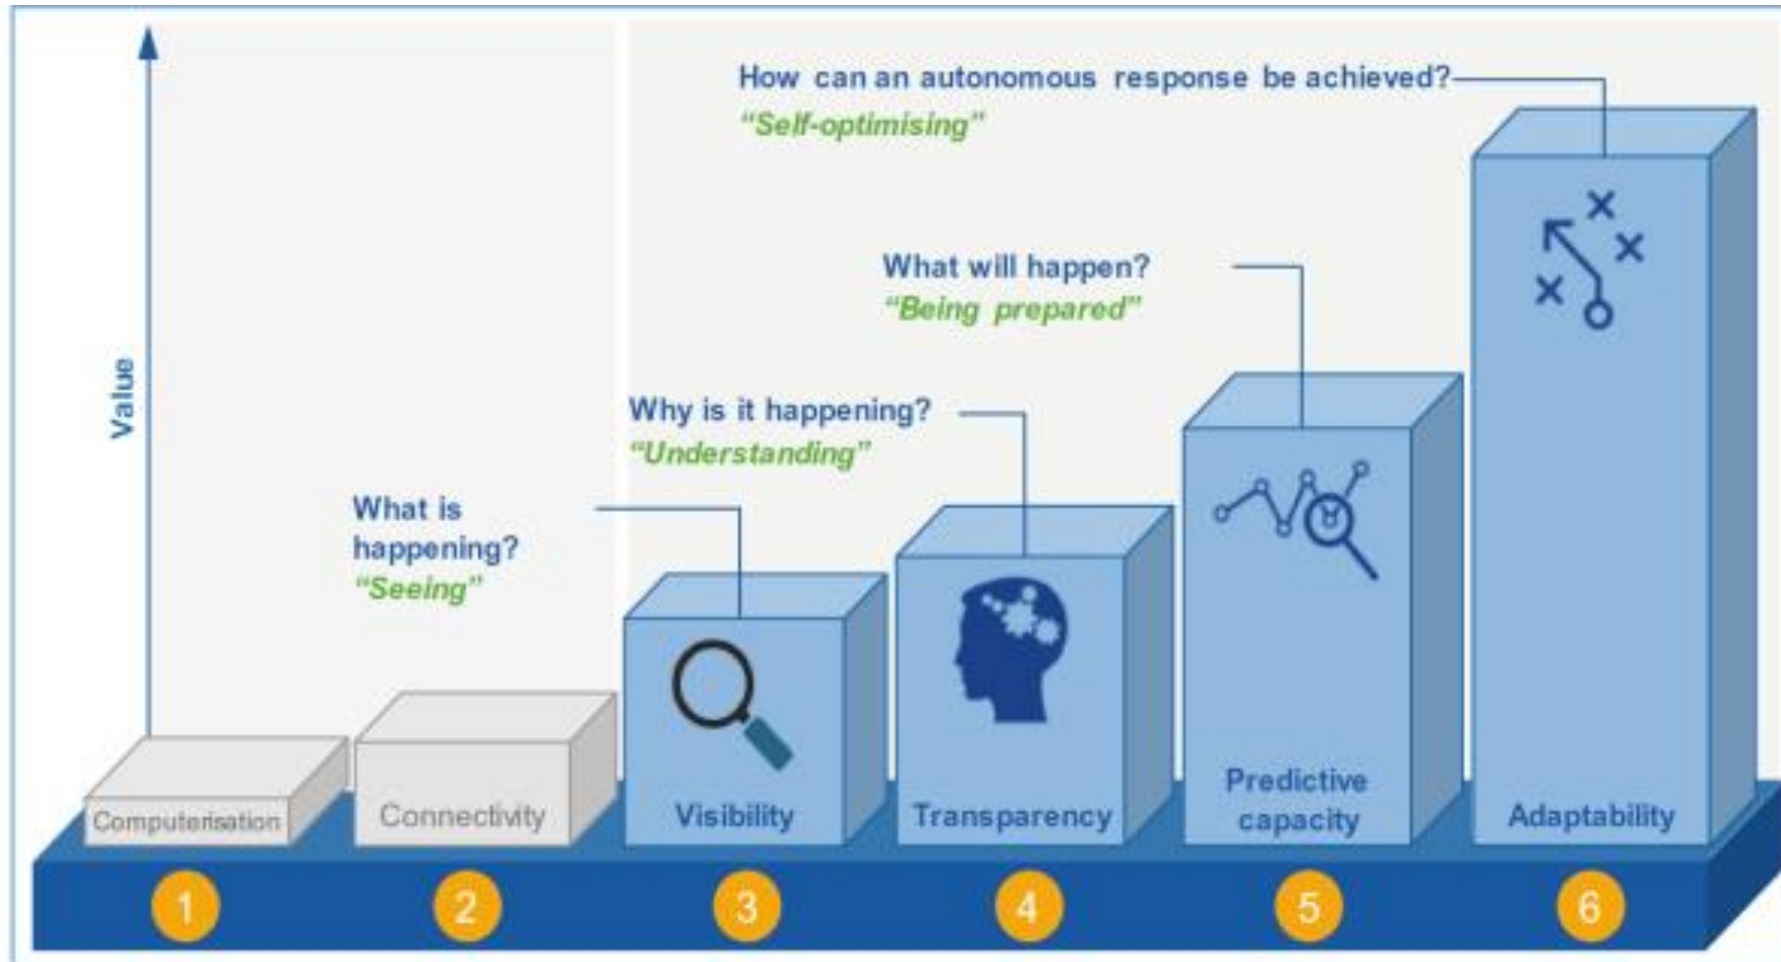 How can an autonomous response be achieved?
“Self-optimising”
What will happen?
“Being prepared”
Why is it happening?
“Understanding”
What is
happening?
“Seeing”
Value
Computerisation
Connectivity
Visibility
Transparency
Predictive
capacity
Adaptability
1
2
3
4
5
6